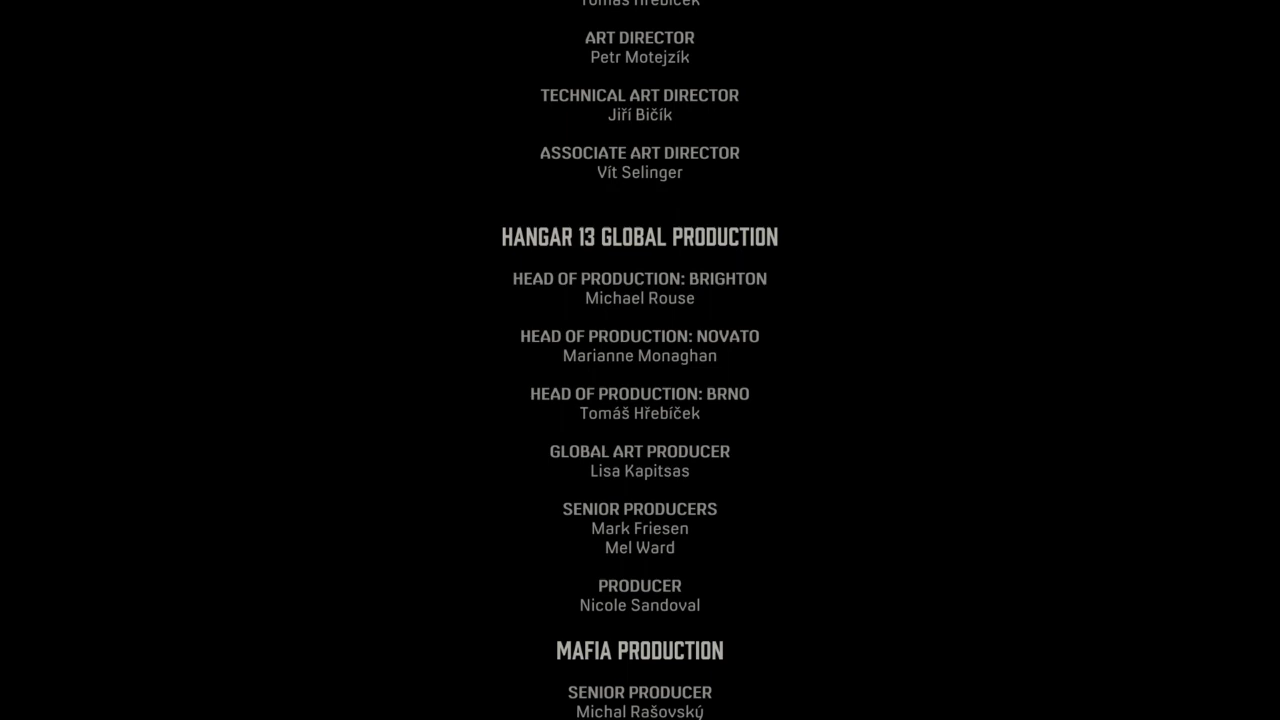 Tomáš Hřebíček
ART DIRECTOR
Petr Motejzík
TECHNICAL ART DIRECTOR
Jiří Bičík
ASSOCIATE ART DIRECTOR
Vít Selinger
HANGAR 13 GLOBAL PRODUCTION
HEAD OF PRODUCTION: BRIGHTON
Michael Rouse
HEAD OF PRODUCTION: NOVATO
Marianne Monaghan
HEAD OF PRODUCTION: BRNO
Tomáš Hřebíček
GLOBAL ART PRODUCER
Lisa Kapitsas
SENIOR PRODUCERS
Mark Friesen
Mel Ward
PRODUCER
Nicole Sandoval
MAFIA PRODUCTION
SENIOR PRODUCER
Michal Rašovský